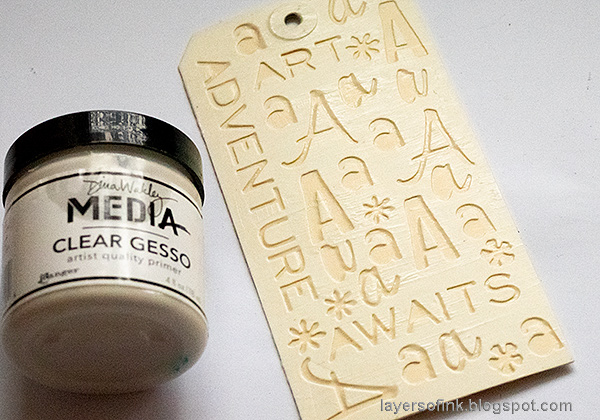 Dina Wakley
MEDIA
CLEAR GESSO
artist quality primer
Ranger
a a
ART * A
ADVENTURE
a A a a
a A
a a
A * a A a
a a *
a
* *
AWAITS
A a a * a
layersofink.blogspot.com